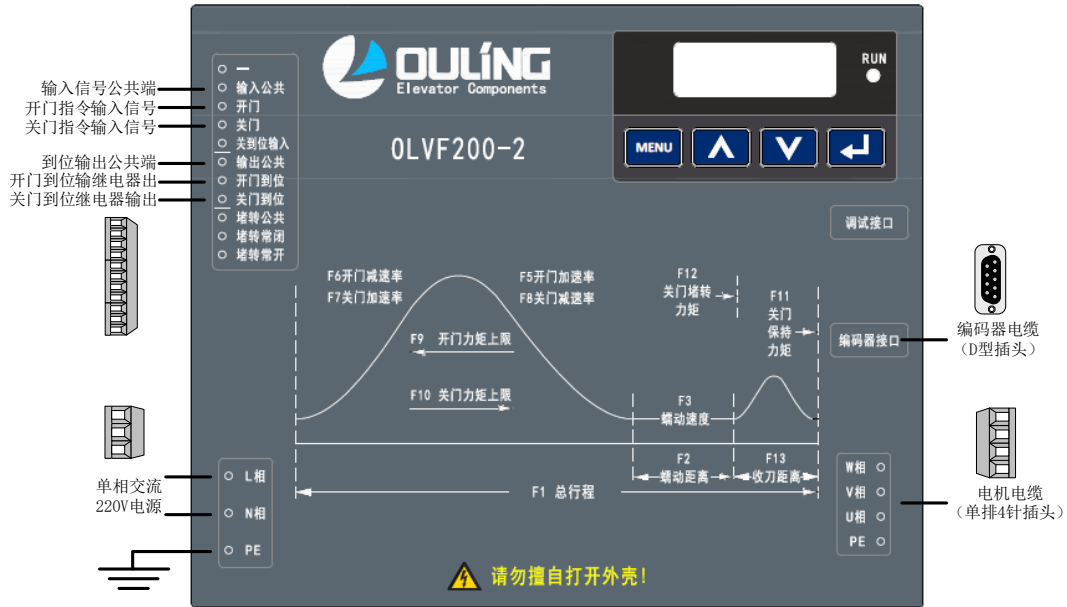 OULÍNG
Elevator Components
OLVF200-2
RUN
MENU
一
输入公共
开门
关门
关到位输入
输出公共
开门到位
关门到位
堵转公共
堵转常闭
堵转常开
输入信号公共端
开门指令输入信号
关门指令输入信号
到位输出公共端
开门到位输继电器出
关门到位继电器输出
调试接口
F6开门减速率
F7关门加速率
F5开门加速率
F8关门减速率
F12
关门堵转
力矩
F11
关门
保持
力矩
F9 开门力矩上限
F10 关门力矩上限
F3
蠕动速度
F2
蠕动距离
F13
收刀距离
F1 总行程
编码器接口
编码器电缆
（D型插头）
L相
N相
PE
单相交流
220V电源
W相
V相
U相
PE
电机电缆
（单排4针插头）
请勿擅自打开外壳!